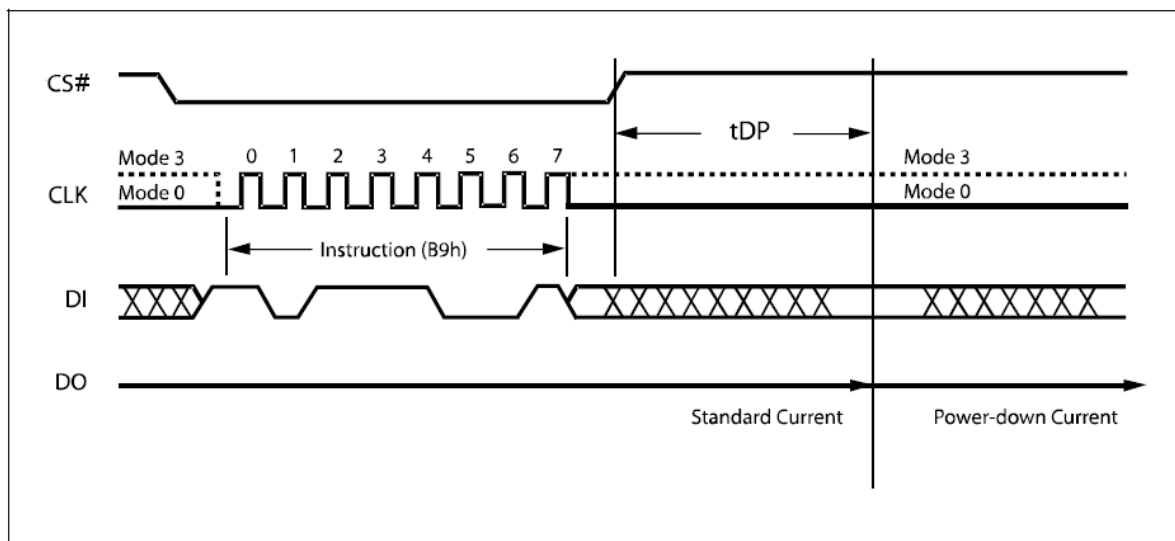 CS#
tDP
Mode 3
0 1 2 3 4 5 6 7
Mode 3
CLK
Mode 0
Mode 0
Instruction (B9h)
DI
DO
Standard Current
Power-down Current